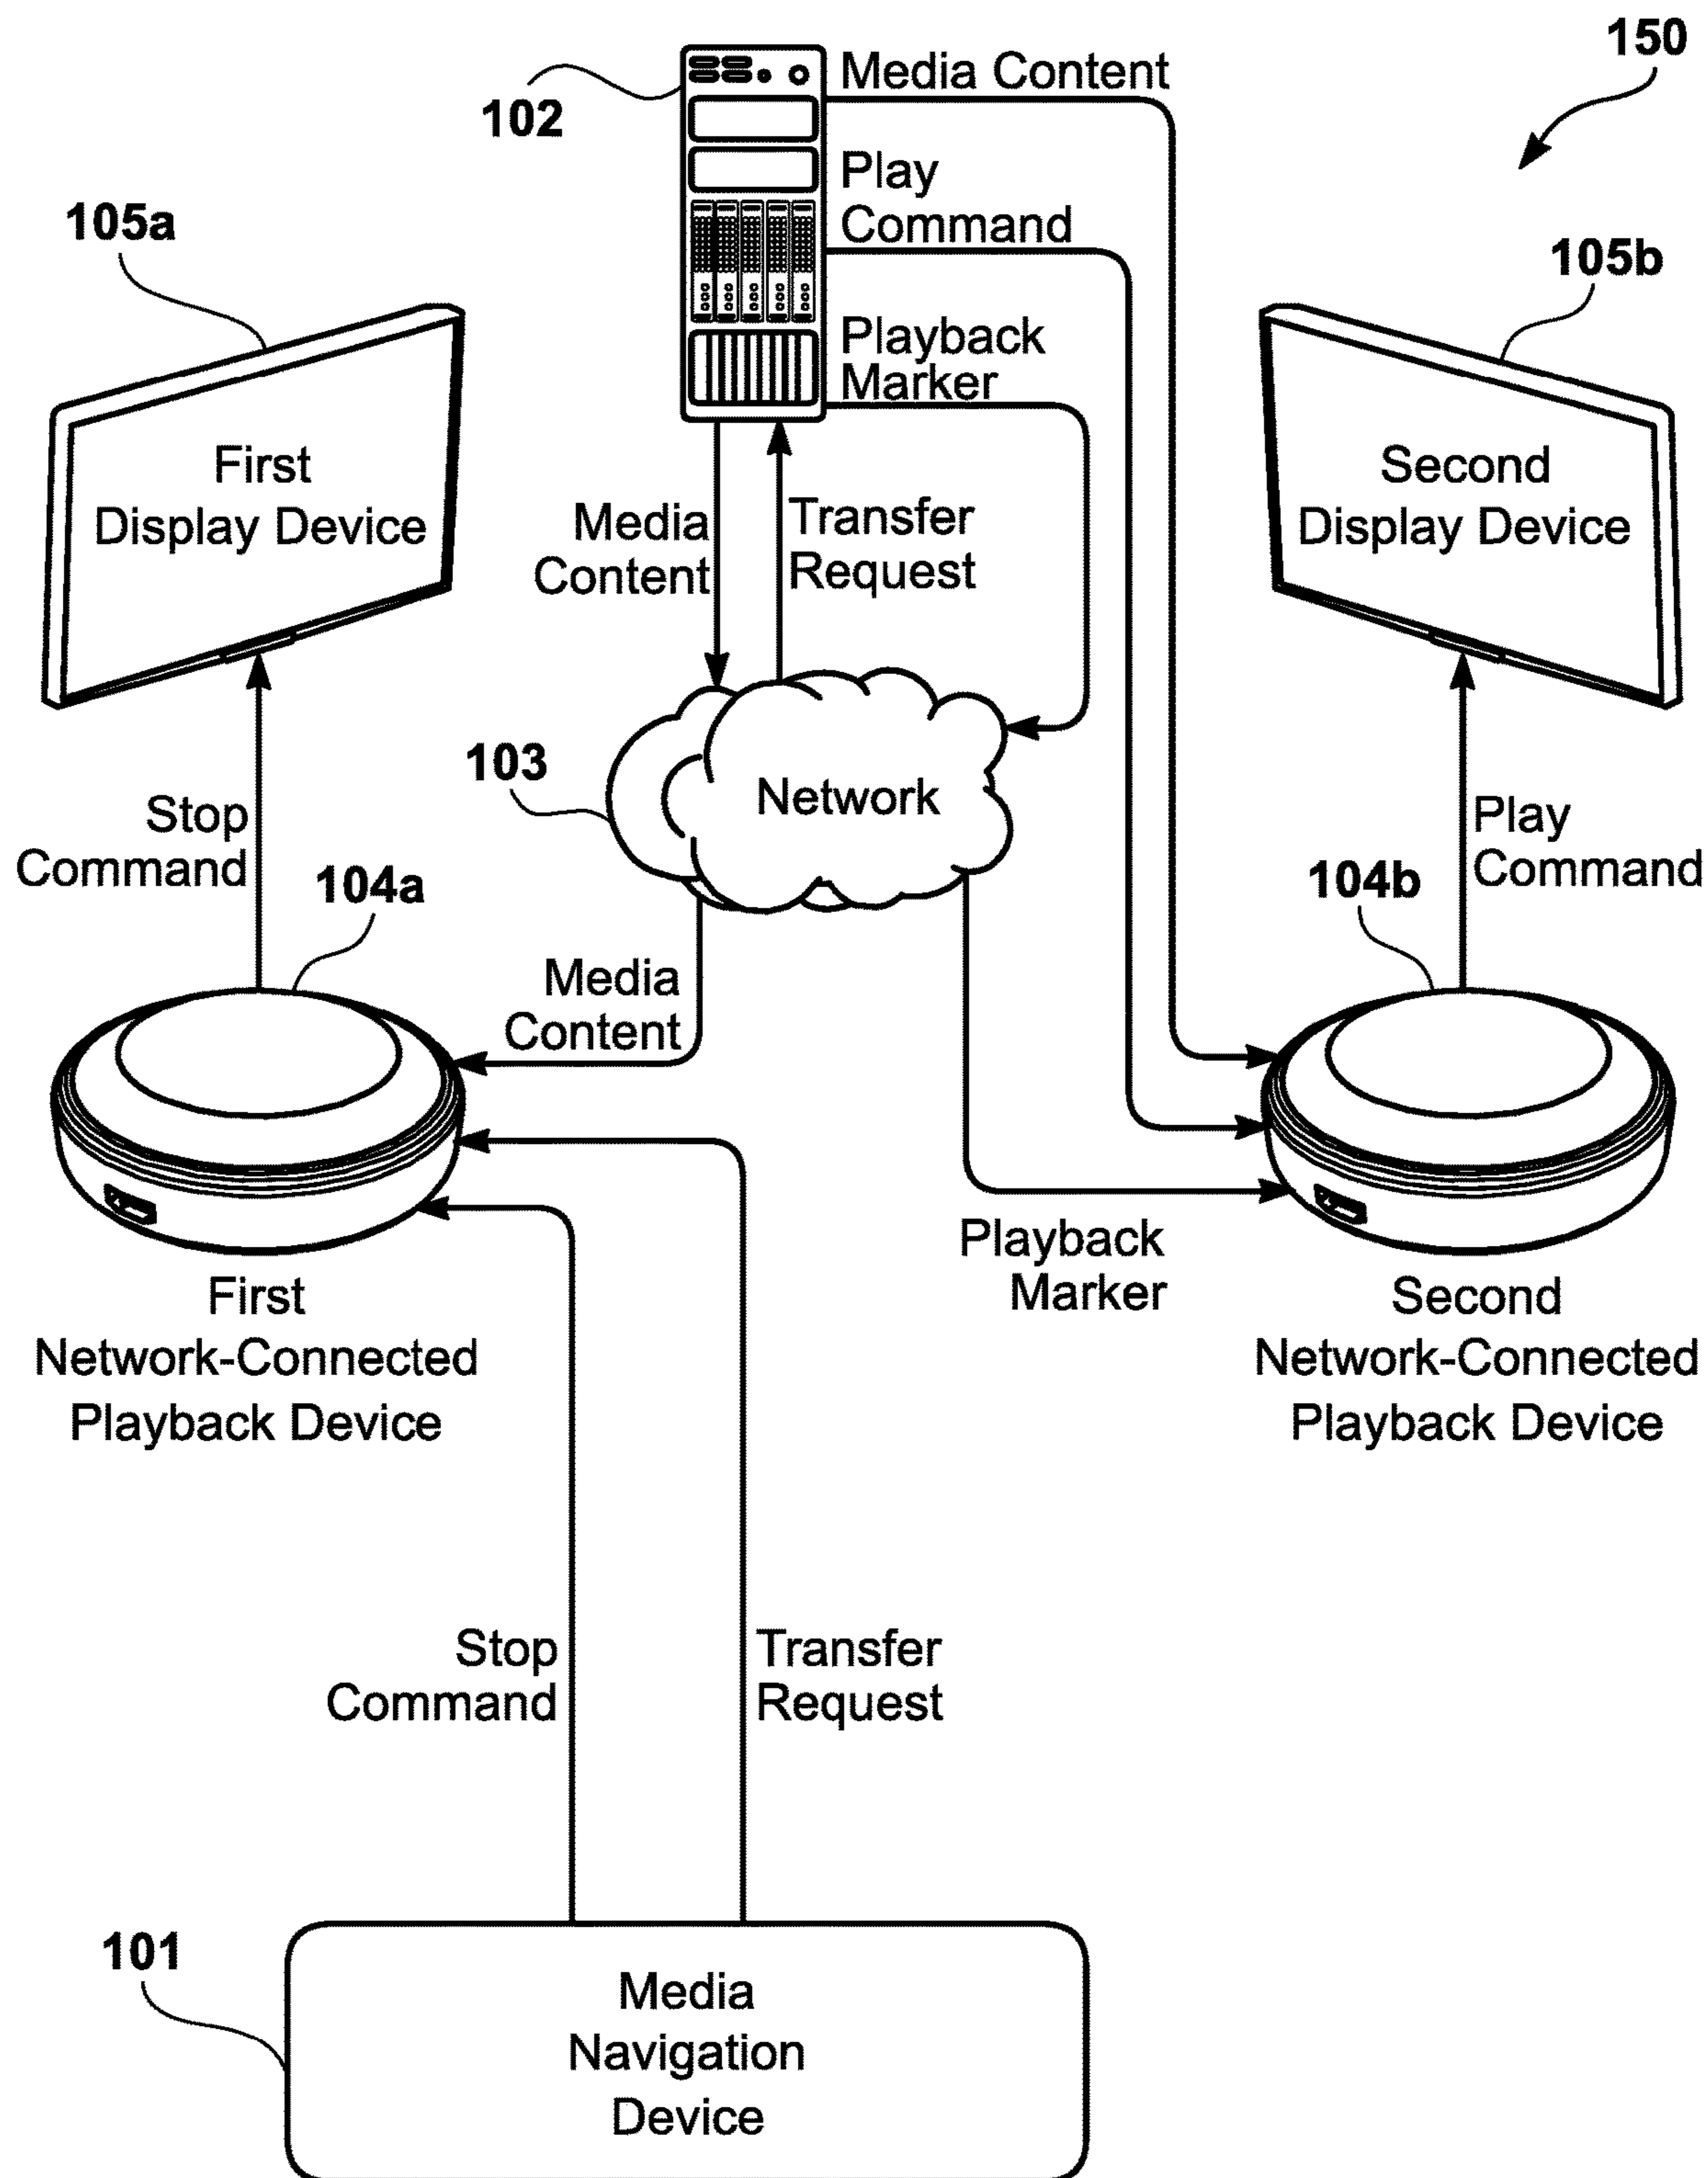 150
102
Media Content
Play
Command
Playback
Marker
105a
105b
First
Display Device
Second
Display Device
Media
Content
Transfer
Request
103
Network
Stop
Command
104a
Play
Command
104b
Media
Content
Playback
Marker
First
Network-Connected
Playback Device
Second
Network-Connected
Playback Device
Stop
Command
Transfer
Request
101
Media
Navigation
Device